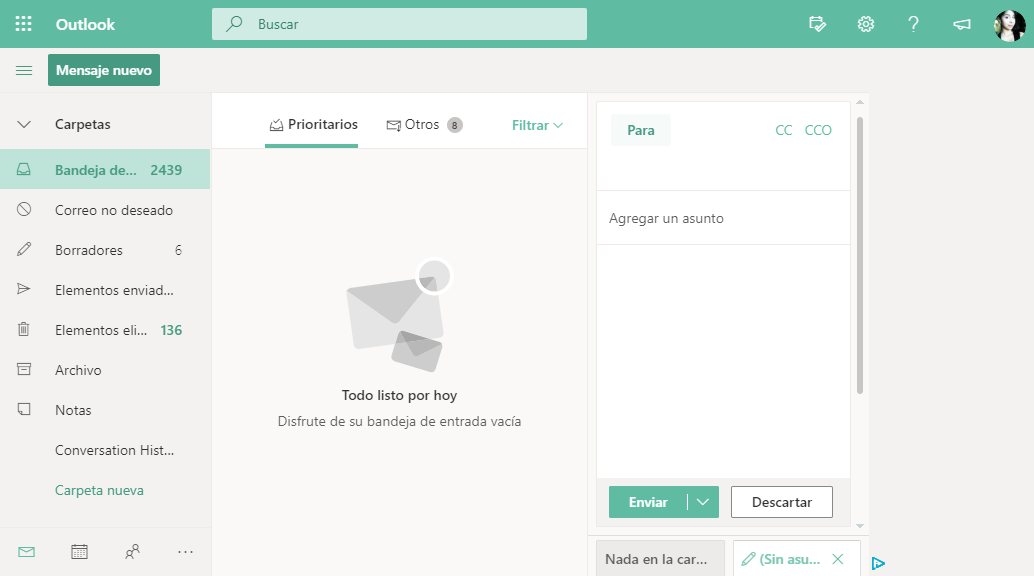 Outlook
Buscar
Mensaje nuevo
Carpetas
Bandeja de... 2439
Correo no deseado
Borradores 6
Elementos enviad...
Elementos eli... 136
Archivo
Notas
Conversation Hist...
Carpeta nueva
Prioritarios Otros 8 Filtrar
Todo listo por hoy
Disfrute de su bandeja de entrada vacía
Para CC CCO
Agregar un asunto
Enviar Descartar
Nada en la car... (Sin asu...